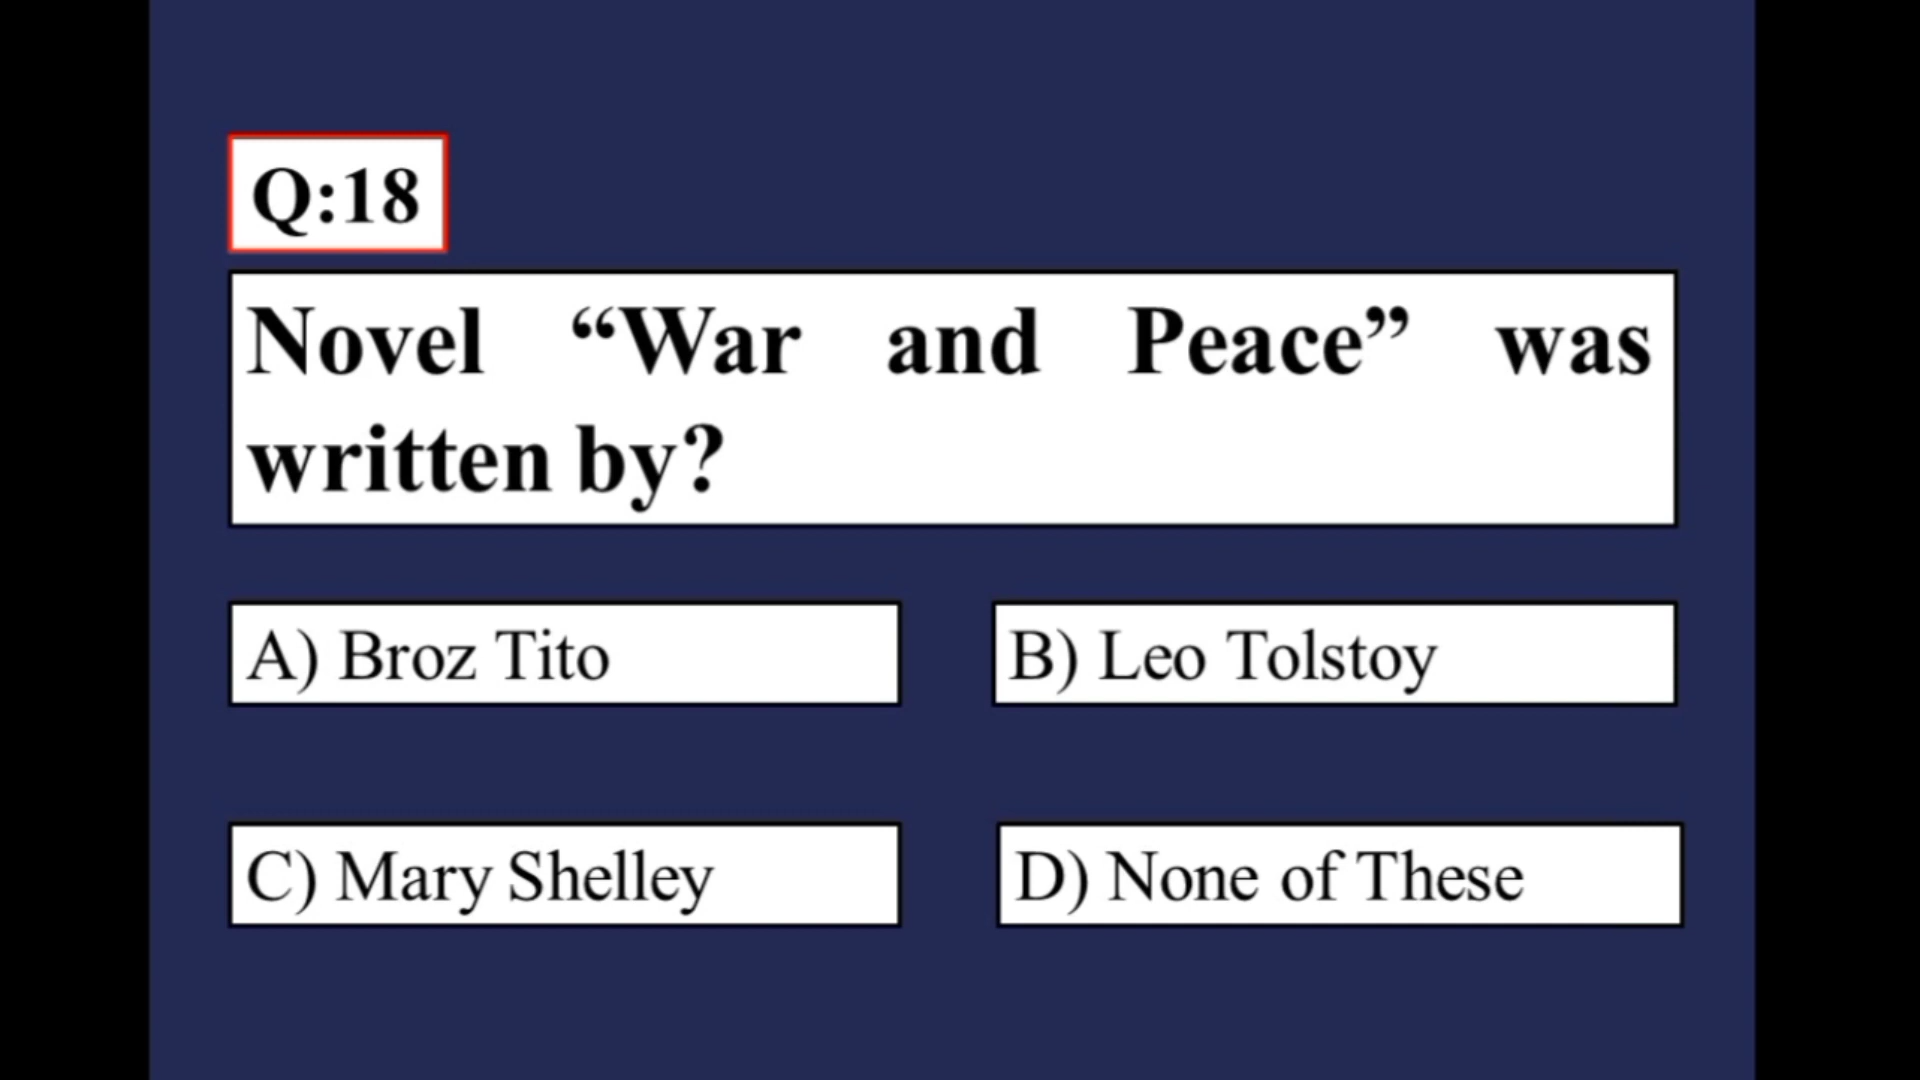 Q:18
Novel “War and Peace” was
written by?
A) Broz Tito
B) Leo Tolstoy
C) Mary Shelley
D) None of These